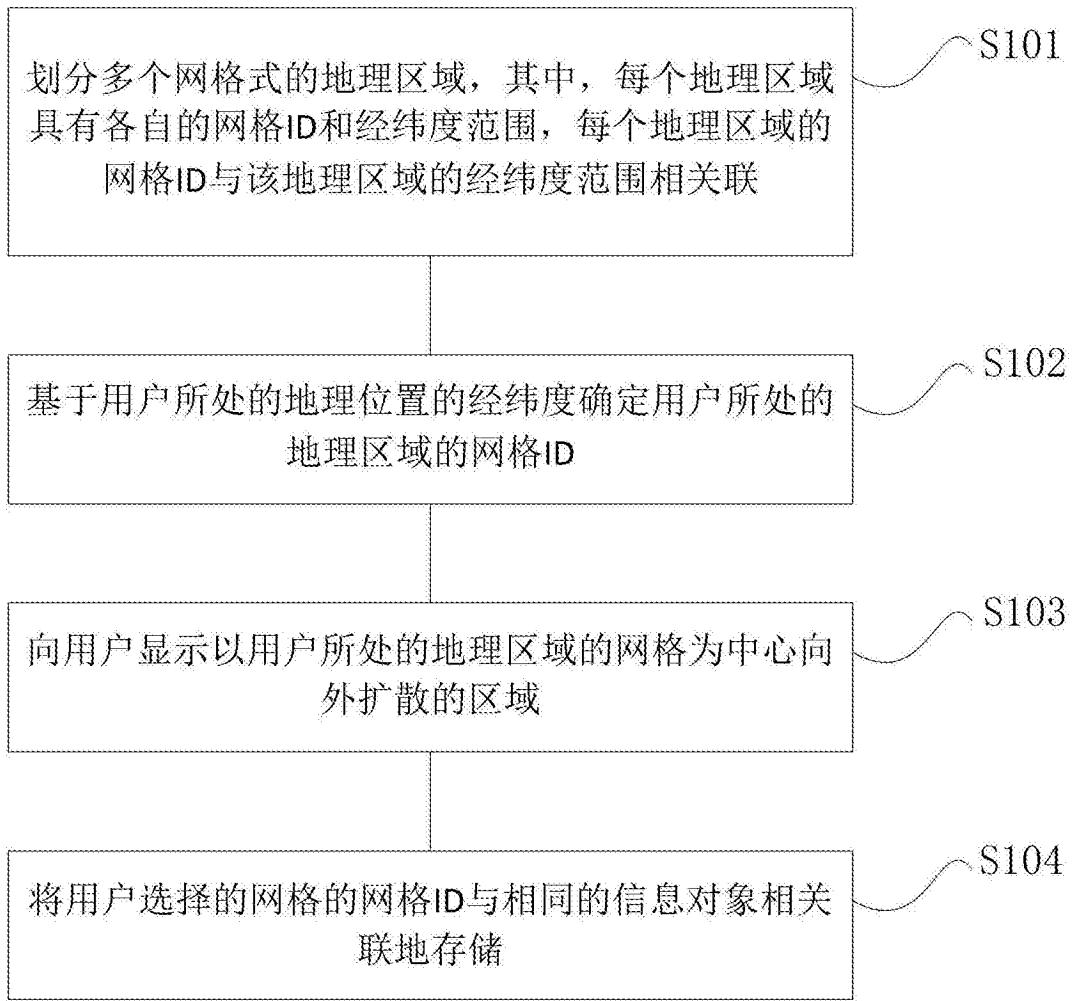 S101
划分多个网格式的地理区域，其中，每个地理区域
具有各自的网格ID和经纬度范围，每个地理区域的
网格ID与该地理区域的经纬度范围相关联
S102
基于用户所处的地理位置的经纬度确定用户所处的
地理区域的网格ID
S103
向用户显示以用户所处的地理区域的网格为中心向
外扩散的区域
S104
将用户选择的网格的网格ID与相同的信息对象相关
联地存储